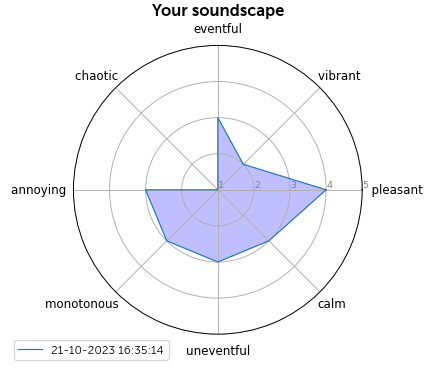 Your soundscape
eventful
chaotic
vibrant
annoying
1
2
3
4
5
pleasant
monotonous
calm
uneventful
21-10-2023 16:35:14